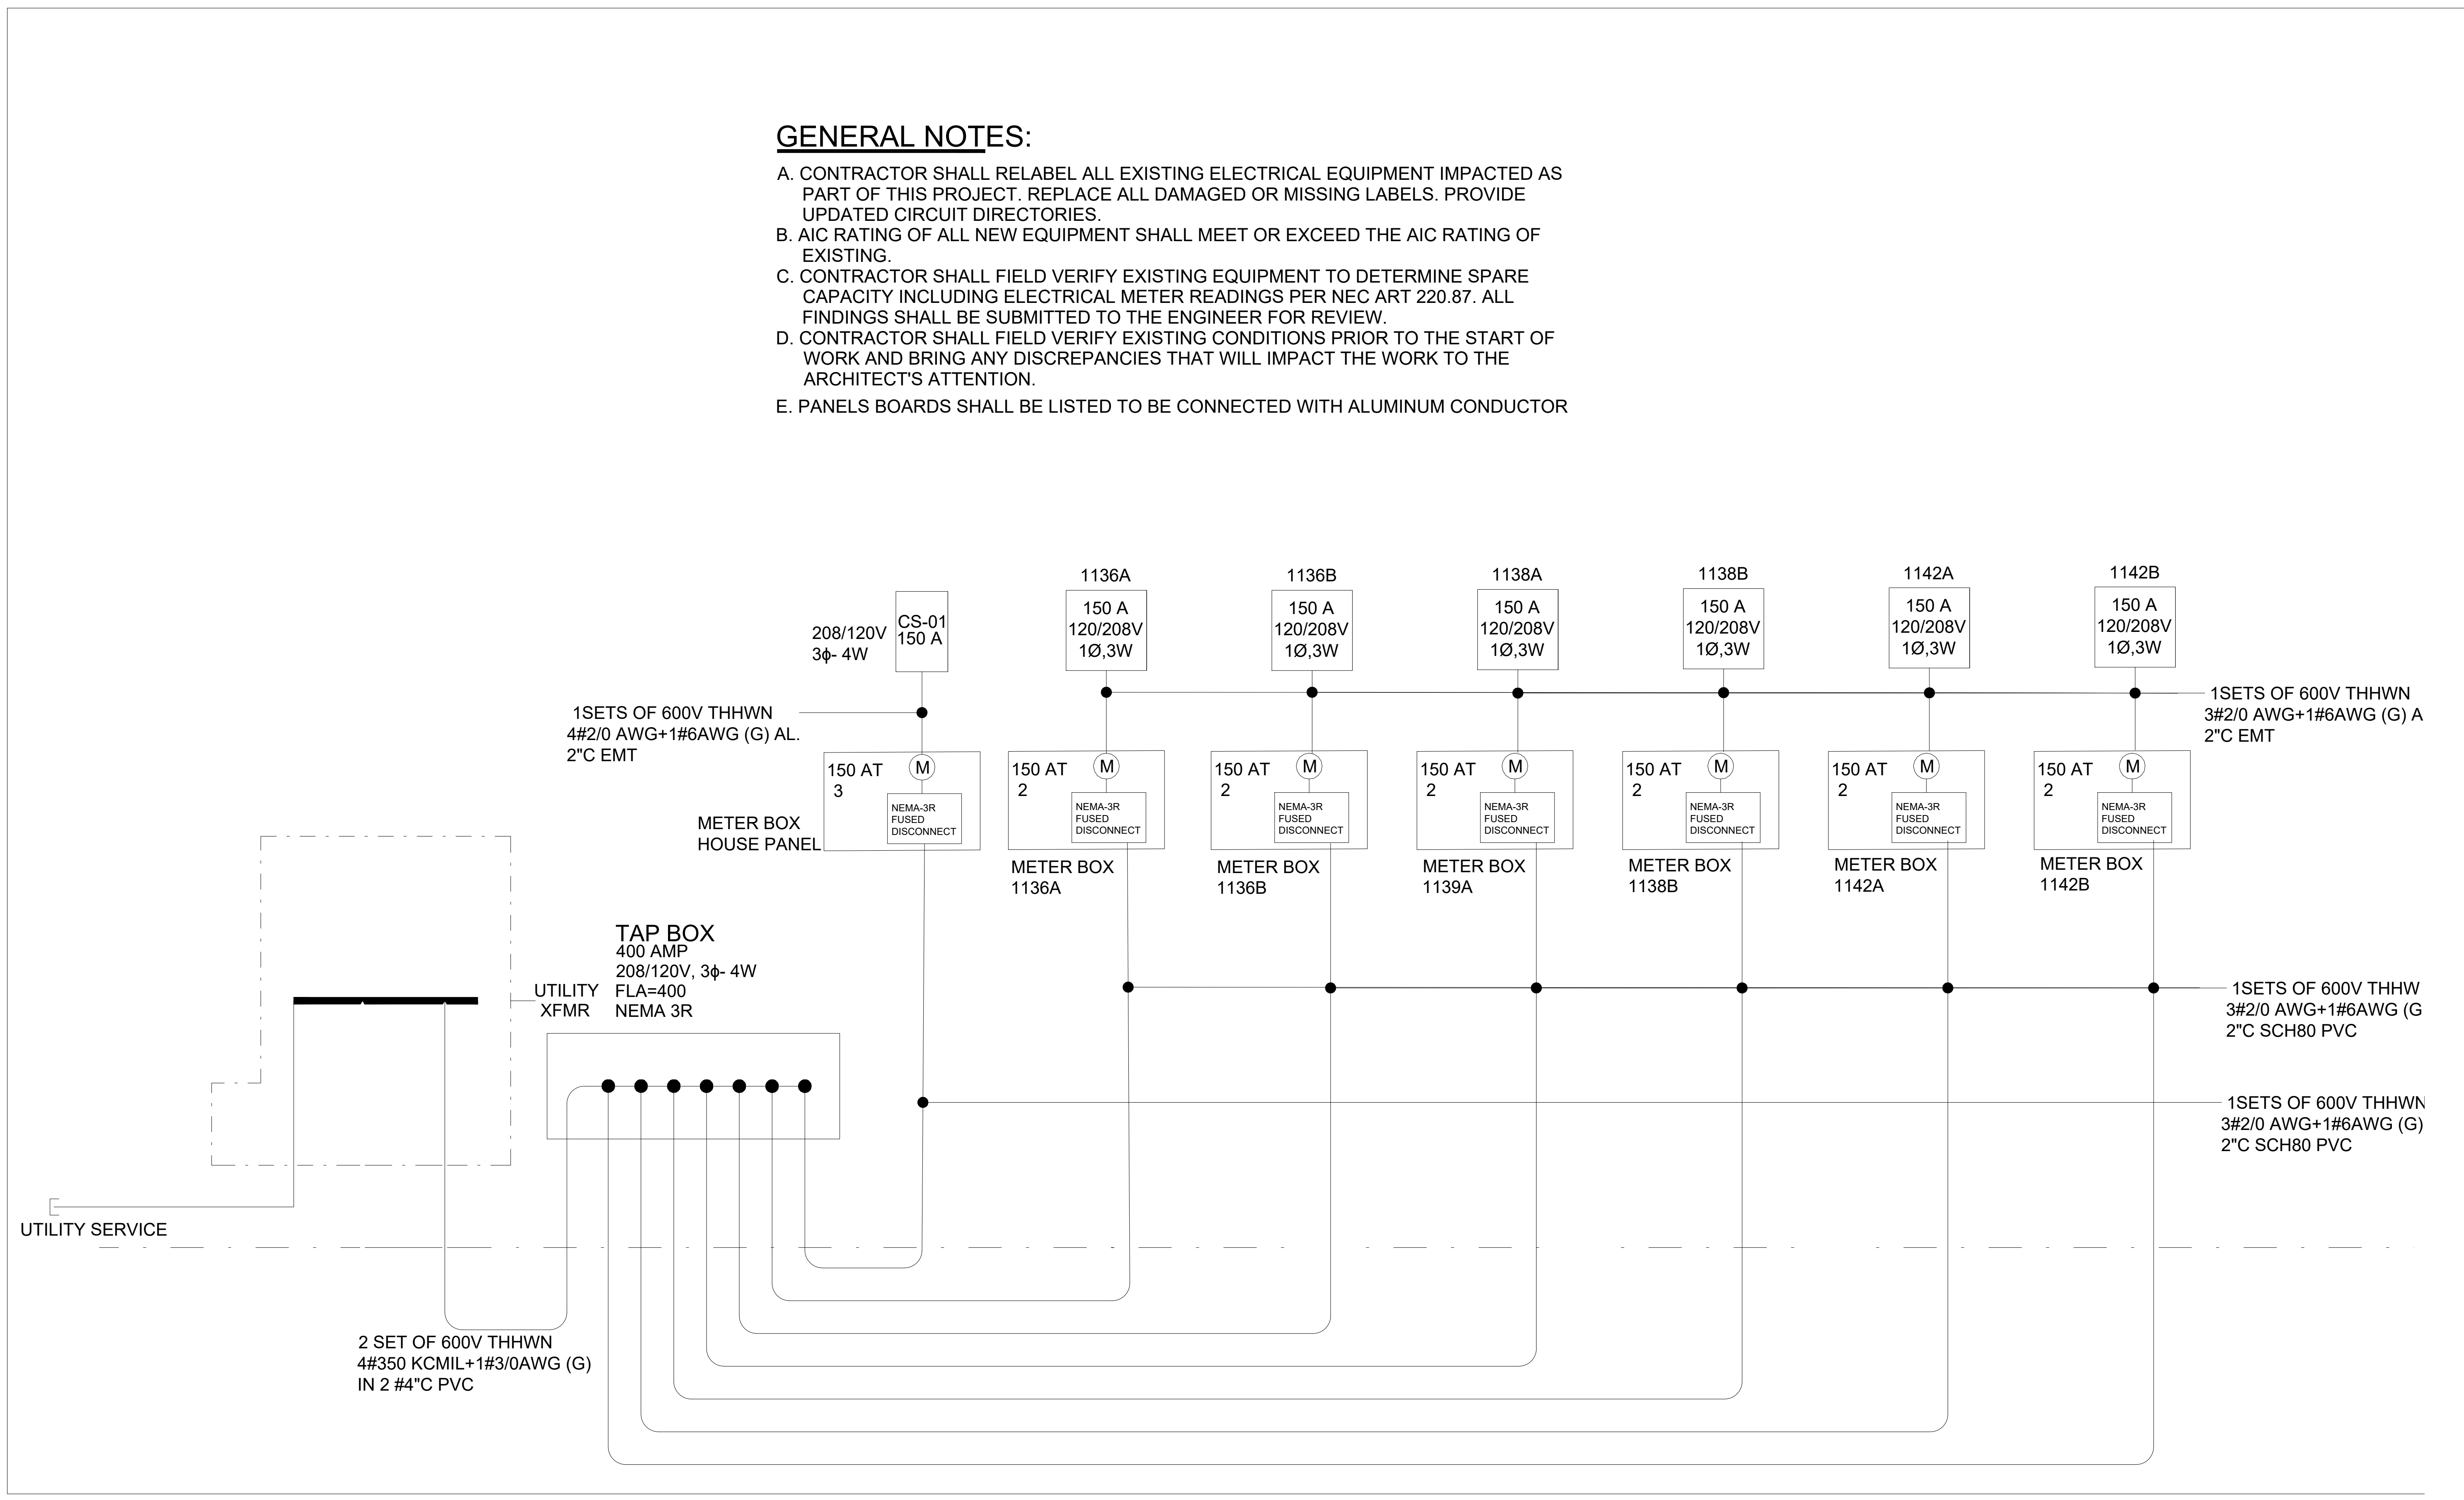 GENERAL NOTES:
A. CONTRACTOR SHALL RELABEL ALL EXISTING ELECTRICAL EQUIPMENT IMPACTED AS
PART OF THIS PROJECT. REPLACE ALL DAMAGED OR MISSING LABELS. PROVIDE
UPDATED CIRCUIT DIRECTORIES.
B. AIC RATING OF ALL NEW EQUIPMENT SHALL MEET OR EXCEED THE AIC RATING OF
EXISTING.
C. CONTRACTOR SHALL FIELD VERIFY EXISTING EQUIPMENT TO DETERMINE SPARE
CAPACITY INCLUDING ELECTRICAL METER READINGS PER NEC ART 220.87. ALL
FINDINGS SHALL BE SUBMITTED TO THE ENGINEER FOR REVIEW.
D. CONTRACTOR SHALL FIELD VERIFY EXISTING CONDITIONS PRIOR TO THE START OF
WORK AND BRING ANY DISCREPANCIES THAT WILL IMPACT THE WORK TO THE
ARCHITECT'S ATTENTION.
E. PANELS BOARDS SHALL BE LISTED TO BE CONNECTED WITH ALUMINUM CONDUCTOR
208/120V
3ϕ- 4W
CS-01
150 A
1136A
150 A
120/208V
1Ø,3W
1136B
150 A
120/208V
1Ø,3W
1138A
150 A
120/208V
1Ø,3W
1138B
150 A
120/208V
1Ø,3W
1142A
150 A
120/208V
1Ø,3W
1142B
150 A
120/208V
1Ø,3W
1SETS OF 600V THHWN
4#2/0 AWG+1#6AWG (G) AL.
2"C EMT
1SETS OF 600V THHWN
3#2/0 AWG+1#6AWG (G) A
2"C EMT
150 AT
3
M
NEMA-3R
FUSED
DISCONNECT
METER BOX
HOUSE PANEL
150 AT
2
M
NEMA-3R
FUSED
DISCONNECT
METER BOX
1136A
150 AT
2
M
NEMA-3R
FUSED
DISCONNECT
METER BOX
1136B
150 AT
2
M
NEMA-3R
FUSED
DISCONNECT
METER BOX
1139A
150 AT
2
M
NEMA-3R
FUSED
DISCONNECT
METER BOX
1138B
150 AT
2
M
NEMA-3R
FUSED
DISCONNECT
METER BOX
1142A
150 AT
2
M
NEMA-3R
FUSED
DISCONNECT
METER BOX
1142B
TAP BOX
400 AMP
208/120V, 3ϕ- 4W
FLA=400
NEMA 3R
UTILITY
XFMR
1SETS OF 600V THHW
3#2/0 AWG+1#6AWG (G
2"C SCH80 PVC
1SETS OF 600V THHWN
3#2/0 AWG+1#6AWG (G)
2"C SCH80 PVC
UTILITY SERVICE
2 SET OF 600V THHWN
4#350 KCMIL+1#3/0AWG (G)
IN 2 #4"C PVC